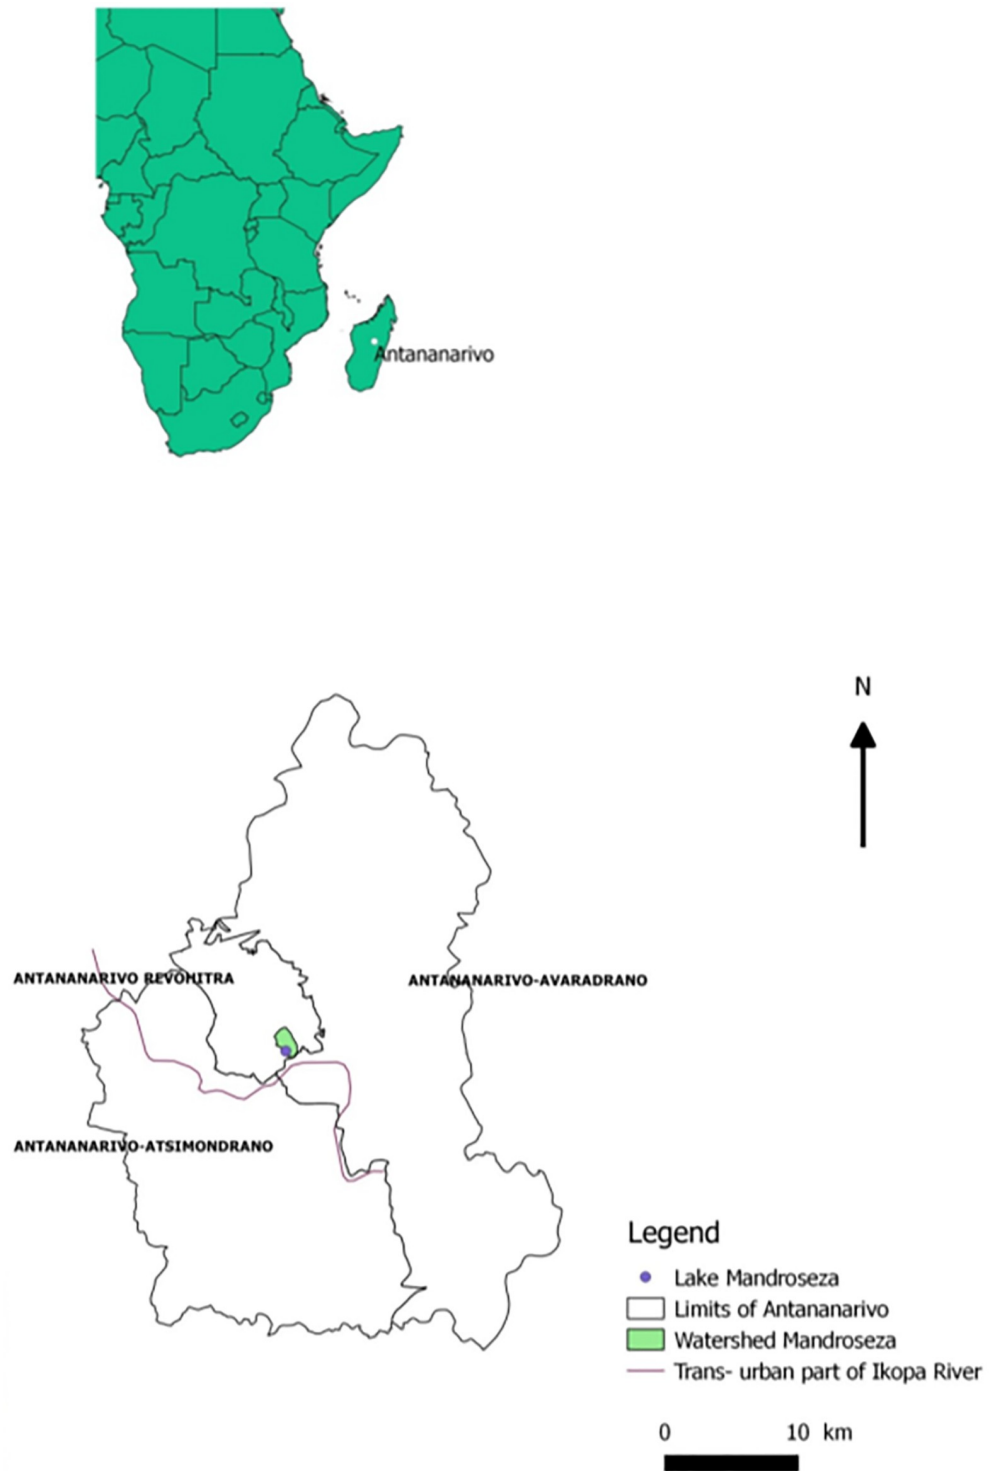 Antananarivo
N
ANTANANARIVO REVOHITRA
ANTANANARIVO-AVARADRANO
ANTANANARIVO-ATSIMONDRANO
Legend
Lake Mandroseza
Limits of Antananarivo
Watershed Mandroseza
Trans- urban part of Ikopa River
0 10 km